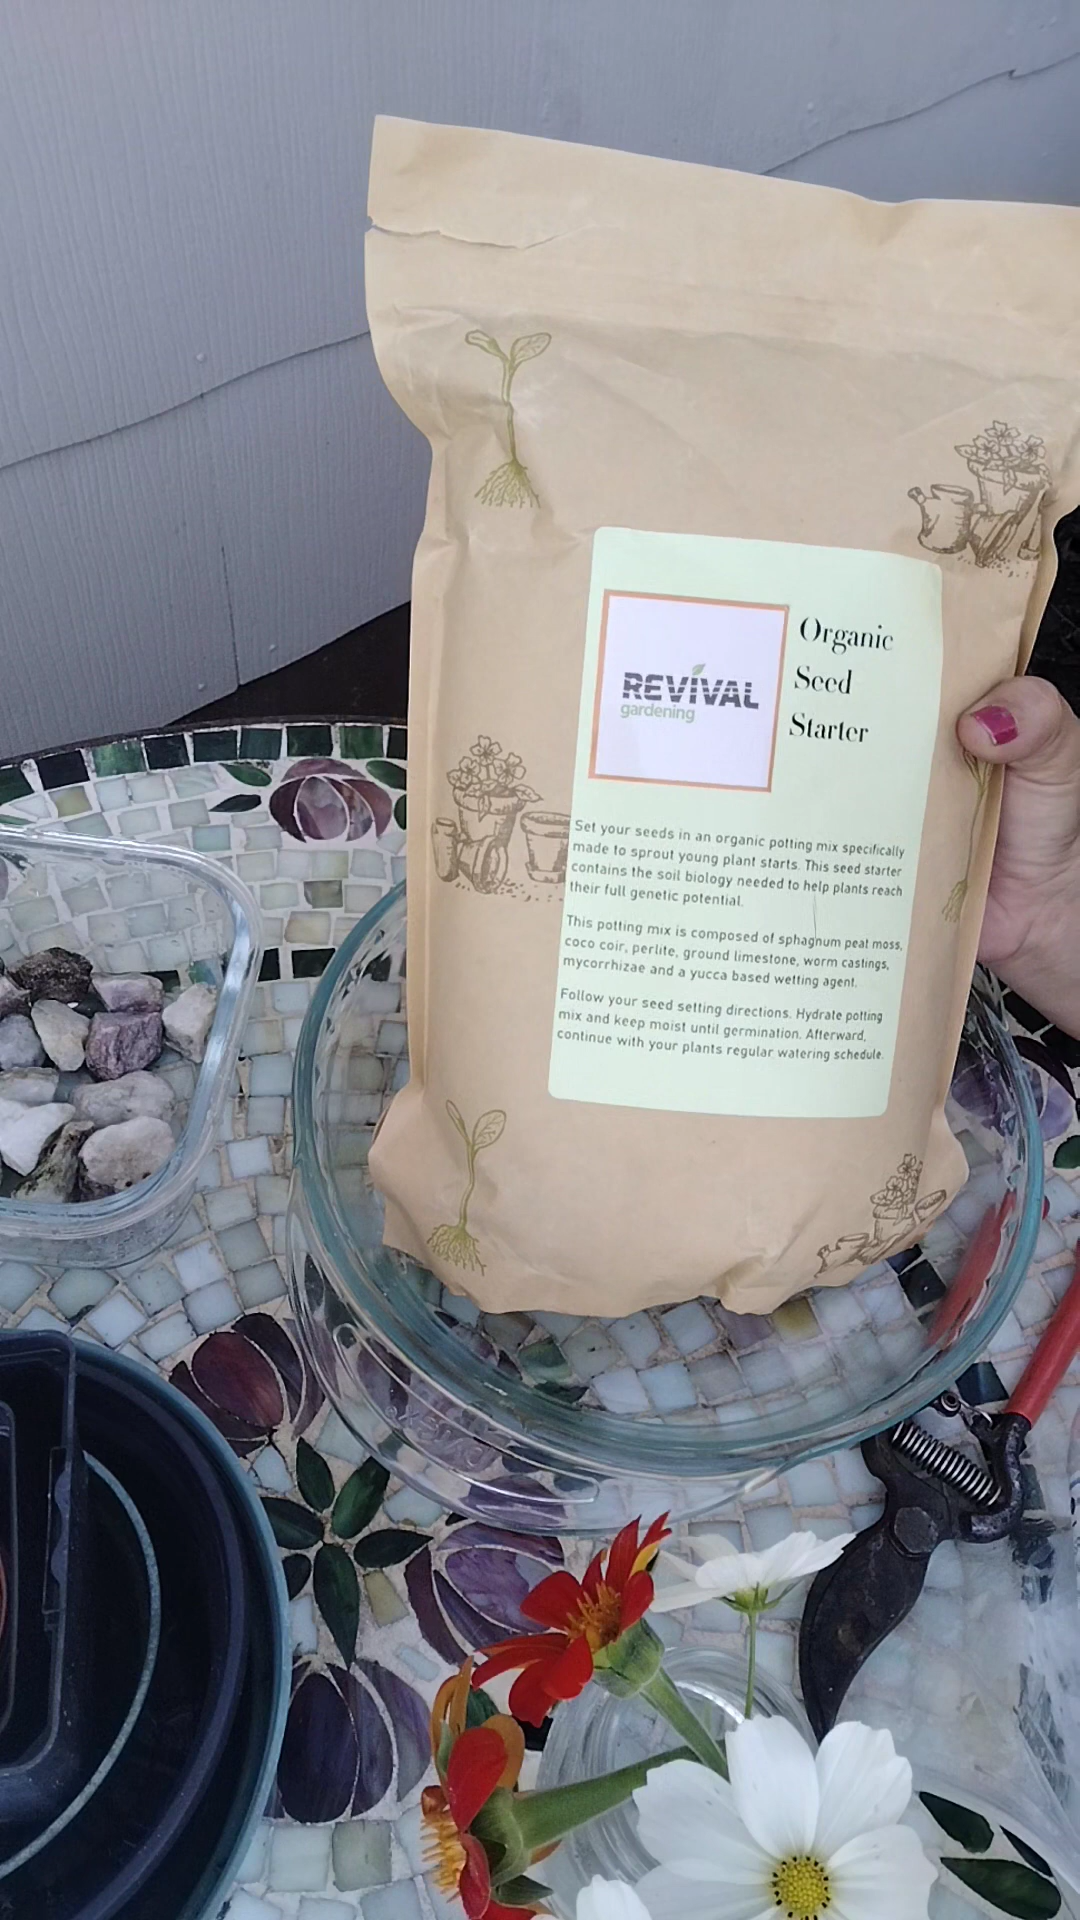 REVIVAL
gardening
Organic
Seed
Starter
Set your seeds in an organic potting mix specifically
made to sprout young plant starts. This seed starter
contains the soil biology needed to help plants reach
their full genetic potential.
This potting mix is composed of sphagnum peat moss,
coco coir, perlite, ground limestone, worm castings,
mycorrhizae and a yucca based wetting agent.
Follow your seed setting directions. Hydrate potting
mix and keep moist until germination. Afterward,
continue with your plants regular watering schedule.